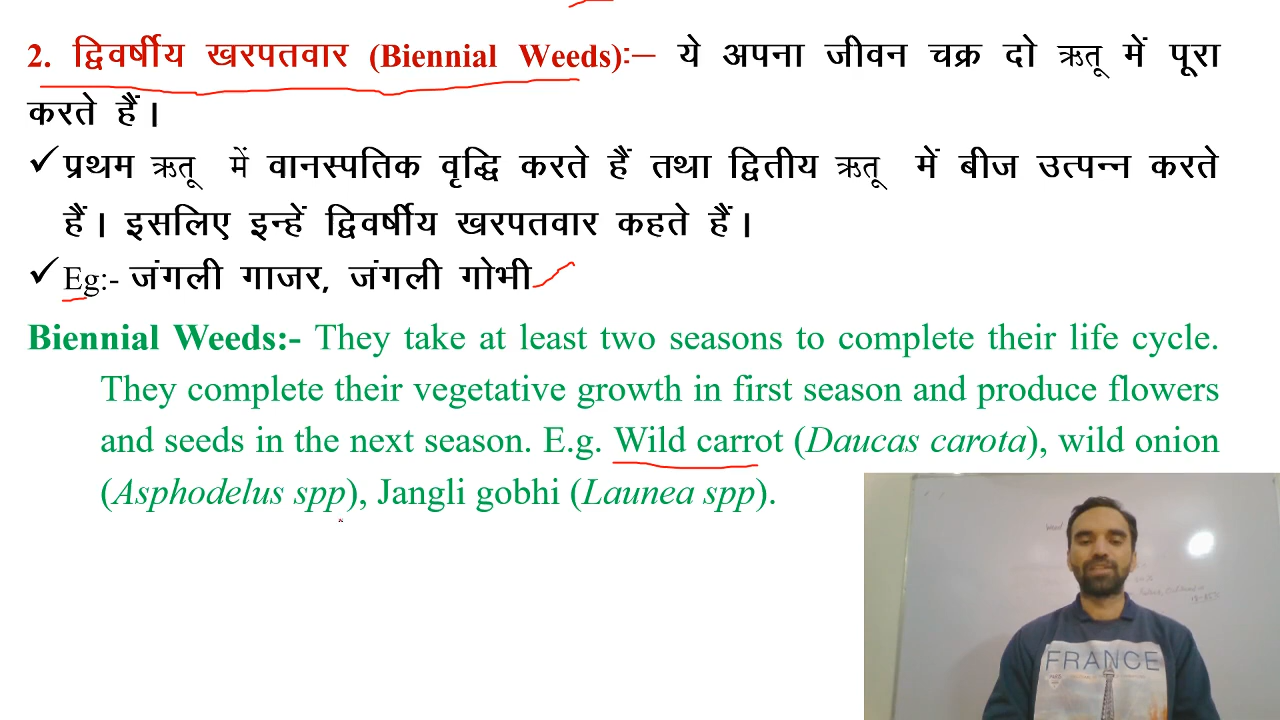 2. द्विवर्षीय खरपतवार (Biennial Weeds):– ये अपना जीवन चक्र दो ऋतू में पूरा
करते हैं।
✓ प्रथम ऋतू में वानस्पतिक वृद्धि करते हैं तथा द्वितीय ऋतू में बीज उत्पन्न करते
हैं। इसलिए इन्हें द्विवर्षीय खरपतवार कहते हैं।
✓ Eg:- जंगली गाजर, जंगली गोभी
Biennial Weeds:- They take at least two seasons to complete their life cycle.
They complete their vegetative growth in first season and produce flowers
and seeds in the next season. E.g. Wild carrot (Daucas carota), wild onion
(Asphodelus spp), Jangli gobhi (Launea spp).
FRANCE